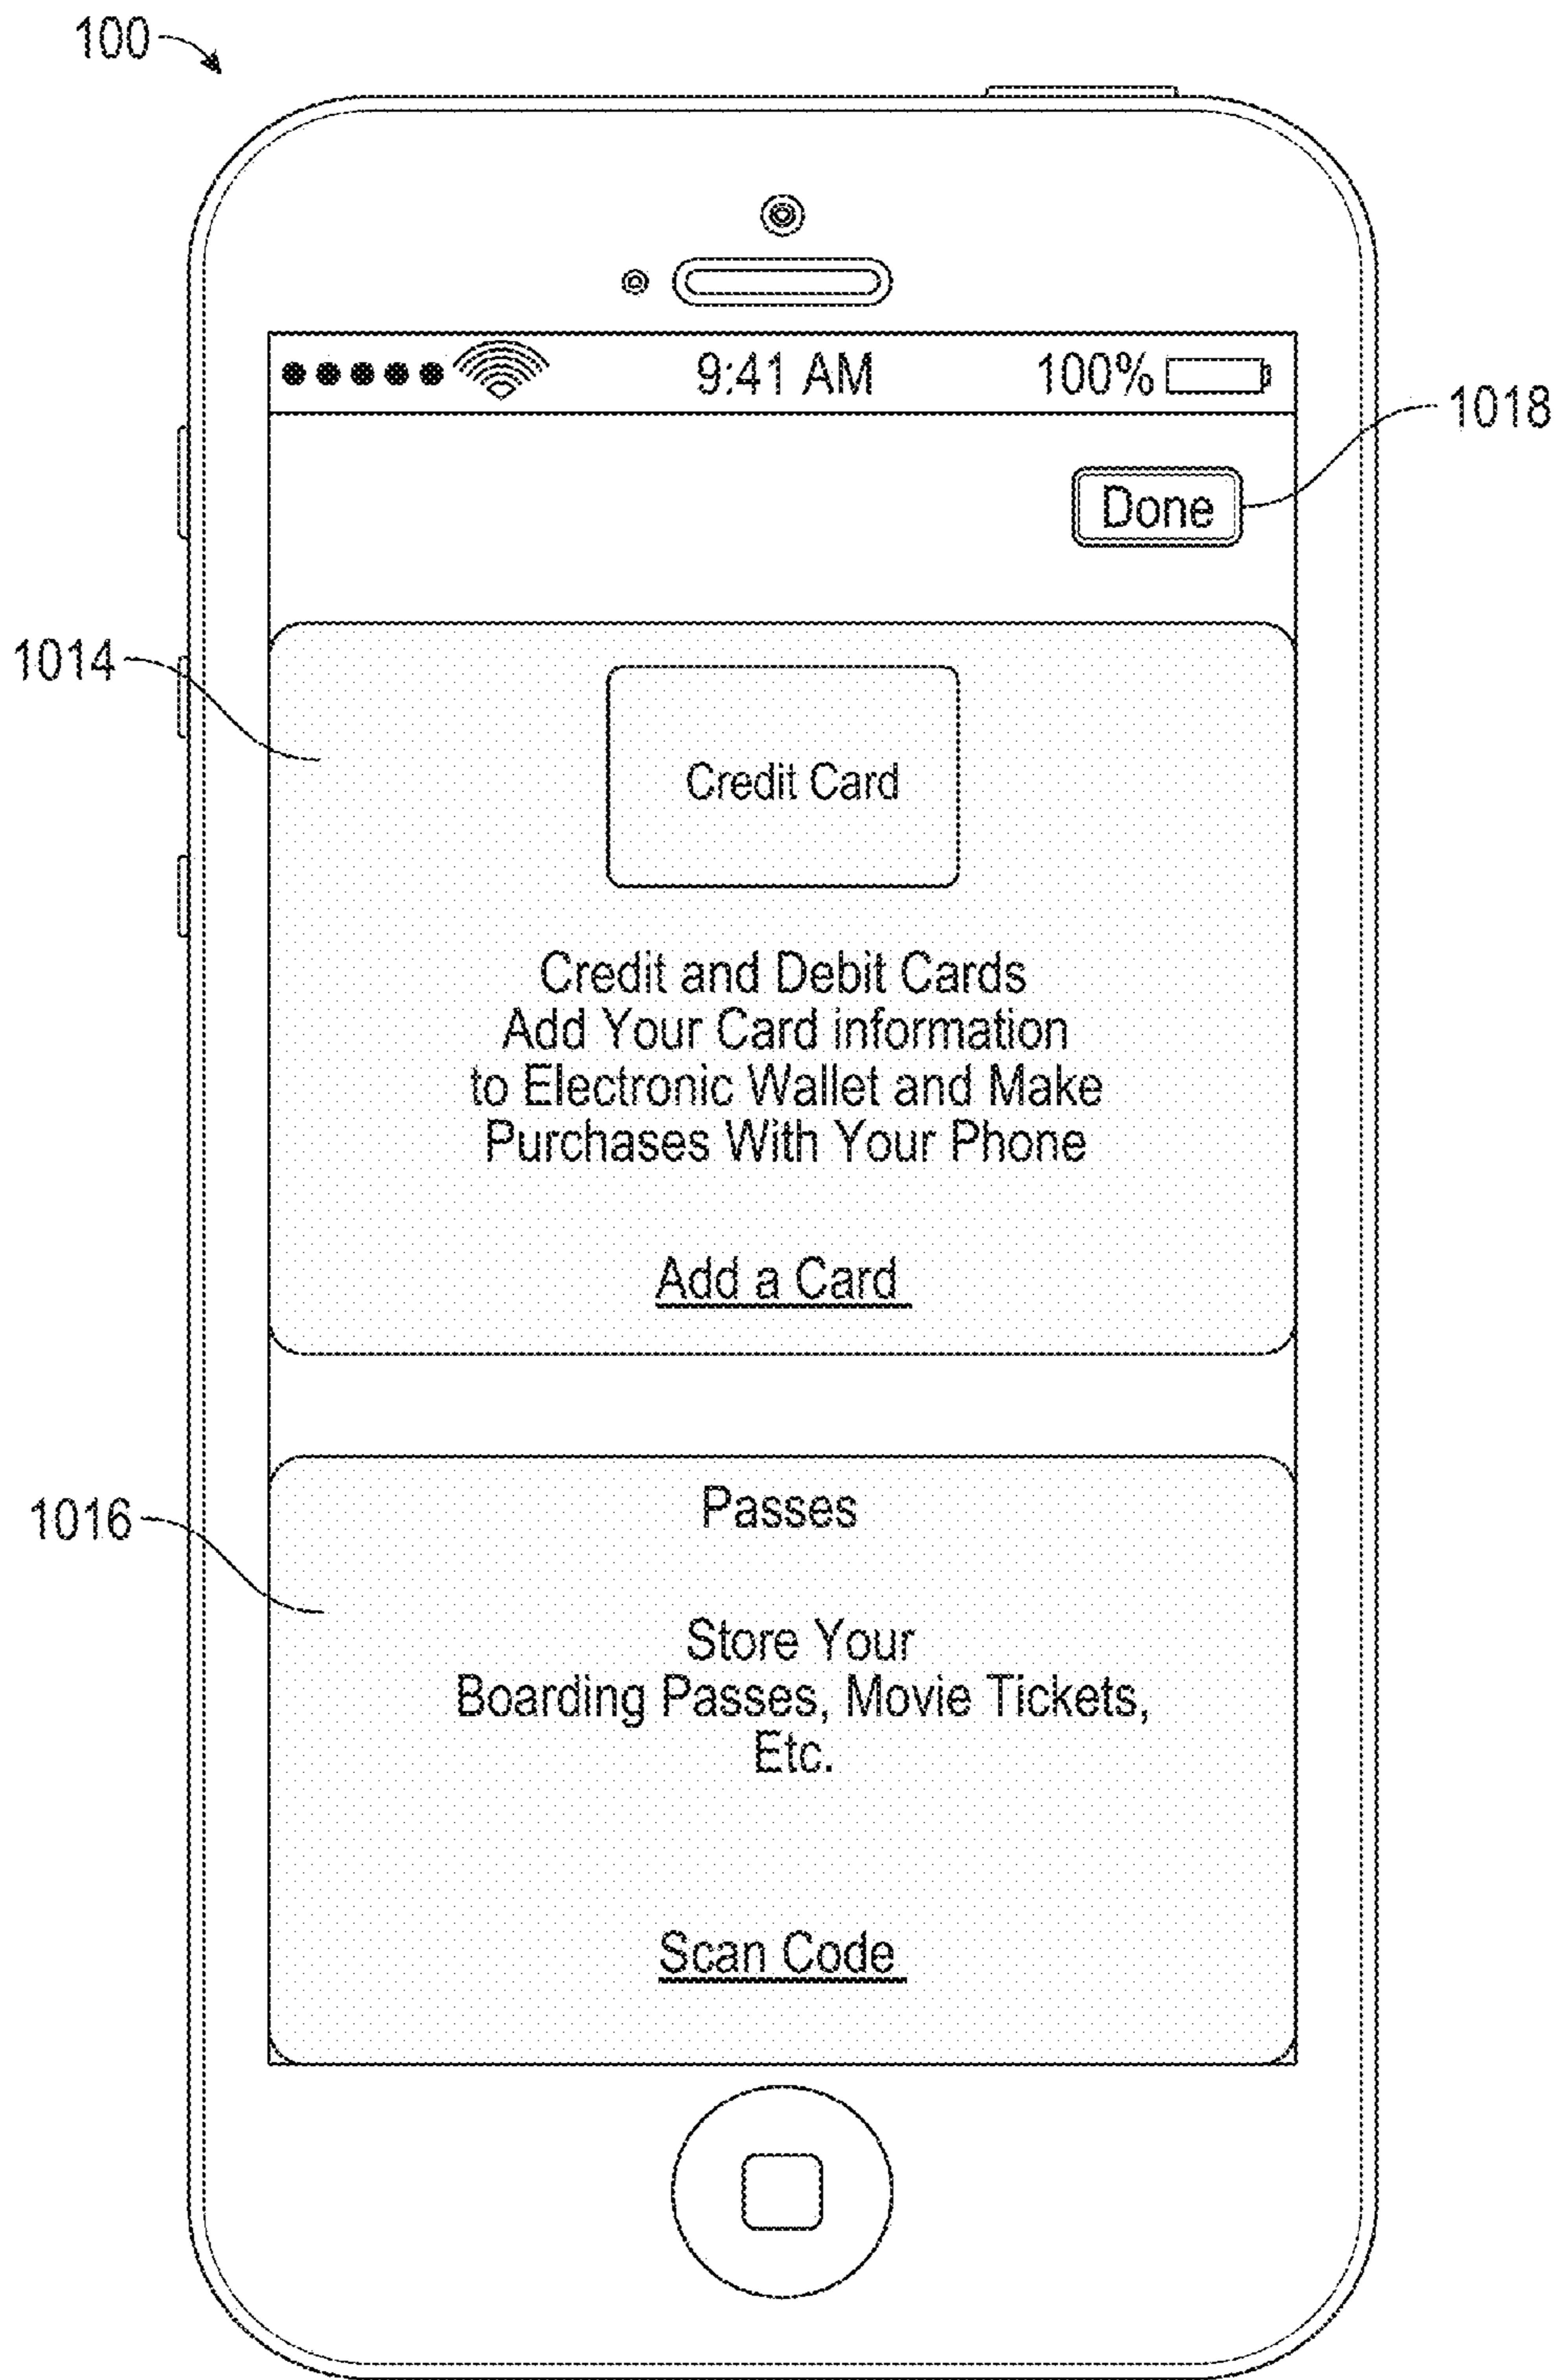 100
9:41 AM 100%
1018
Done
1014
Credit Card
Credit and Debit Cards
Add Your Card information
to Electronic Wallet and Make
Purchases With Your Phone
Add a Card
1016
Passes
Store Your
Boarding Passes, Movie Tickets,
Etc.
Scan Code